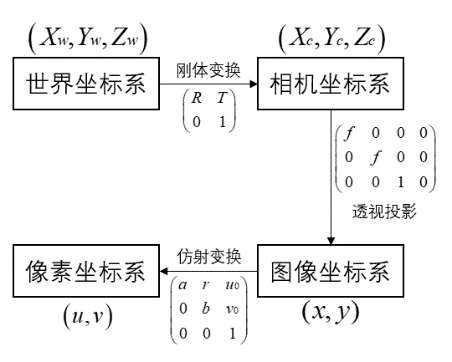 (Xw,Yw,Zw)
(Xc,Yc,Zc)
世界坐标系
刚体变换
相机坐标系
R T
0 1
f 0 0 0
0 f 0 0
0 0 1 0
透视投影
像素坐标系
仿射变换
图像坐标系
(u,v)
a r u0
0 b v0
0 0 1
(x,y)